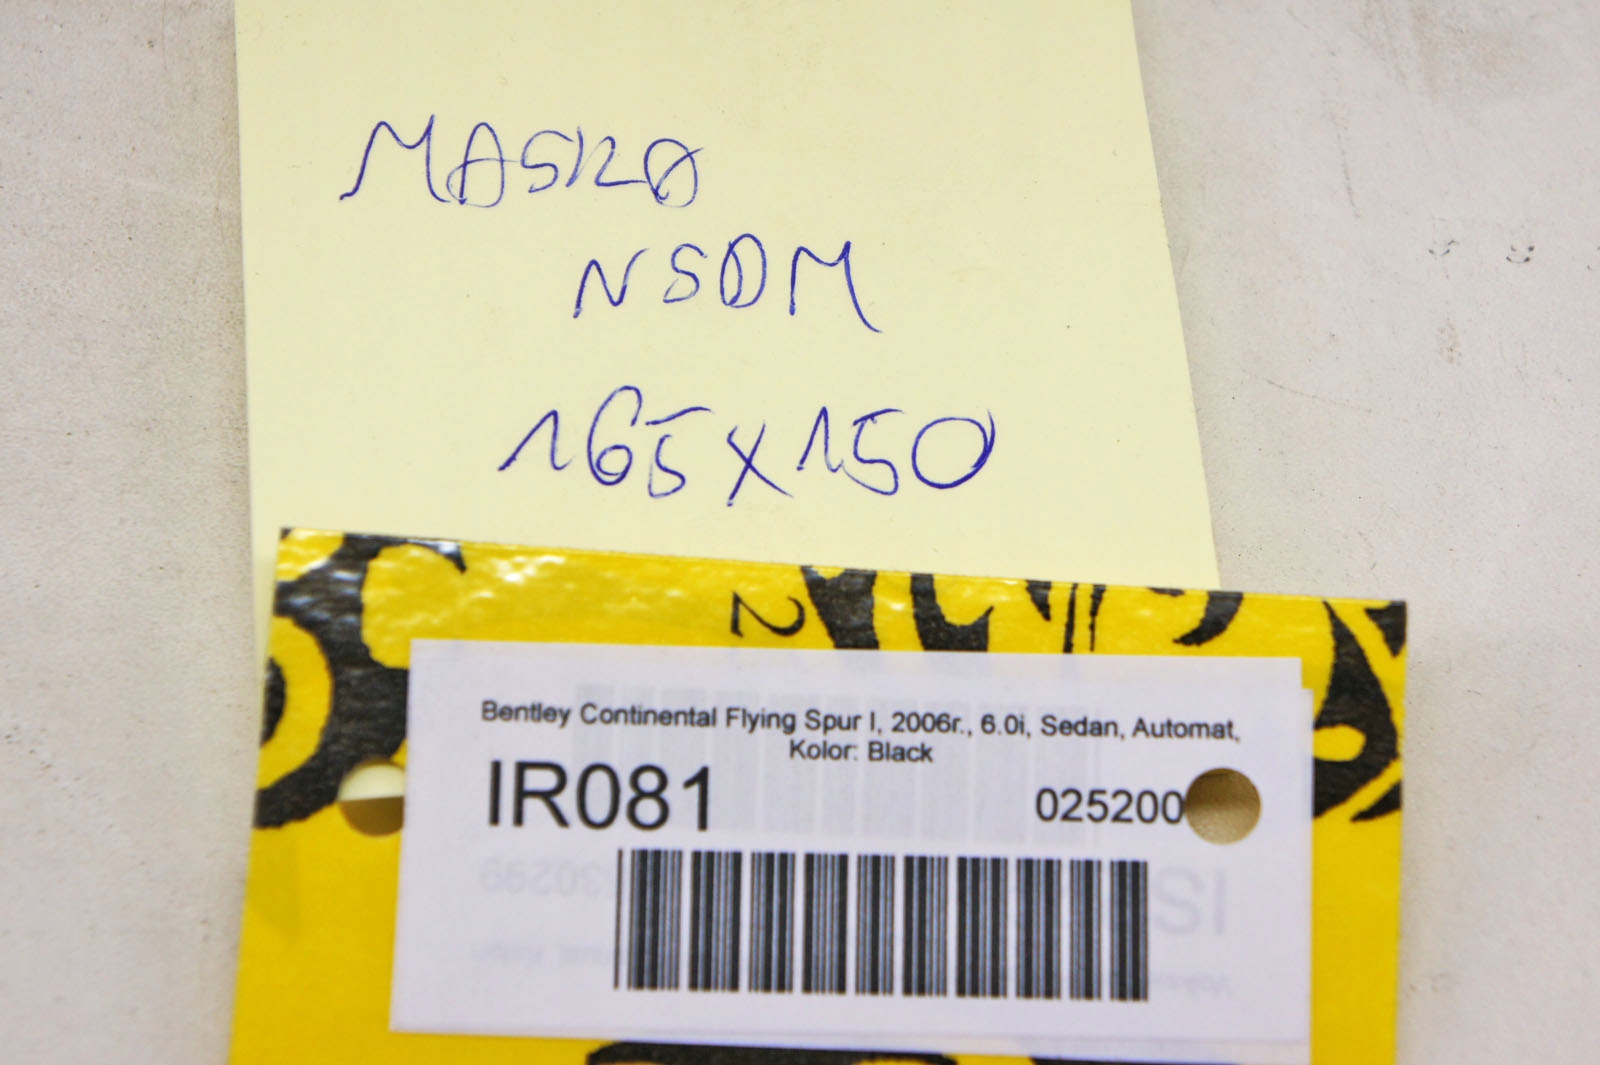 MASKA
NSDM
165x150
2
Bentley Continental Flying Spur I, 2006r., 6.0i, Sedan, Automat,
Kolor: Black
IR081
025200